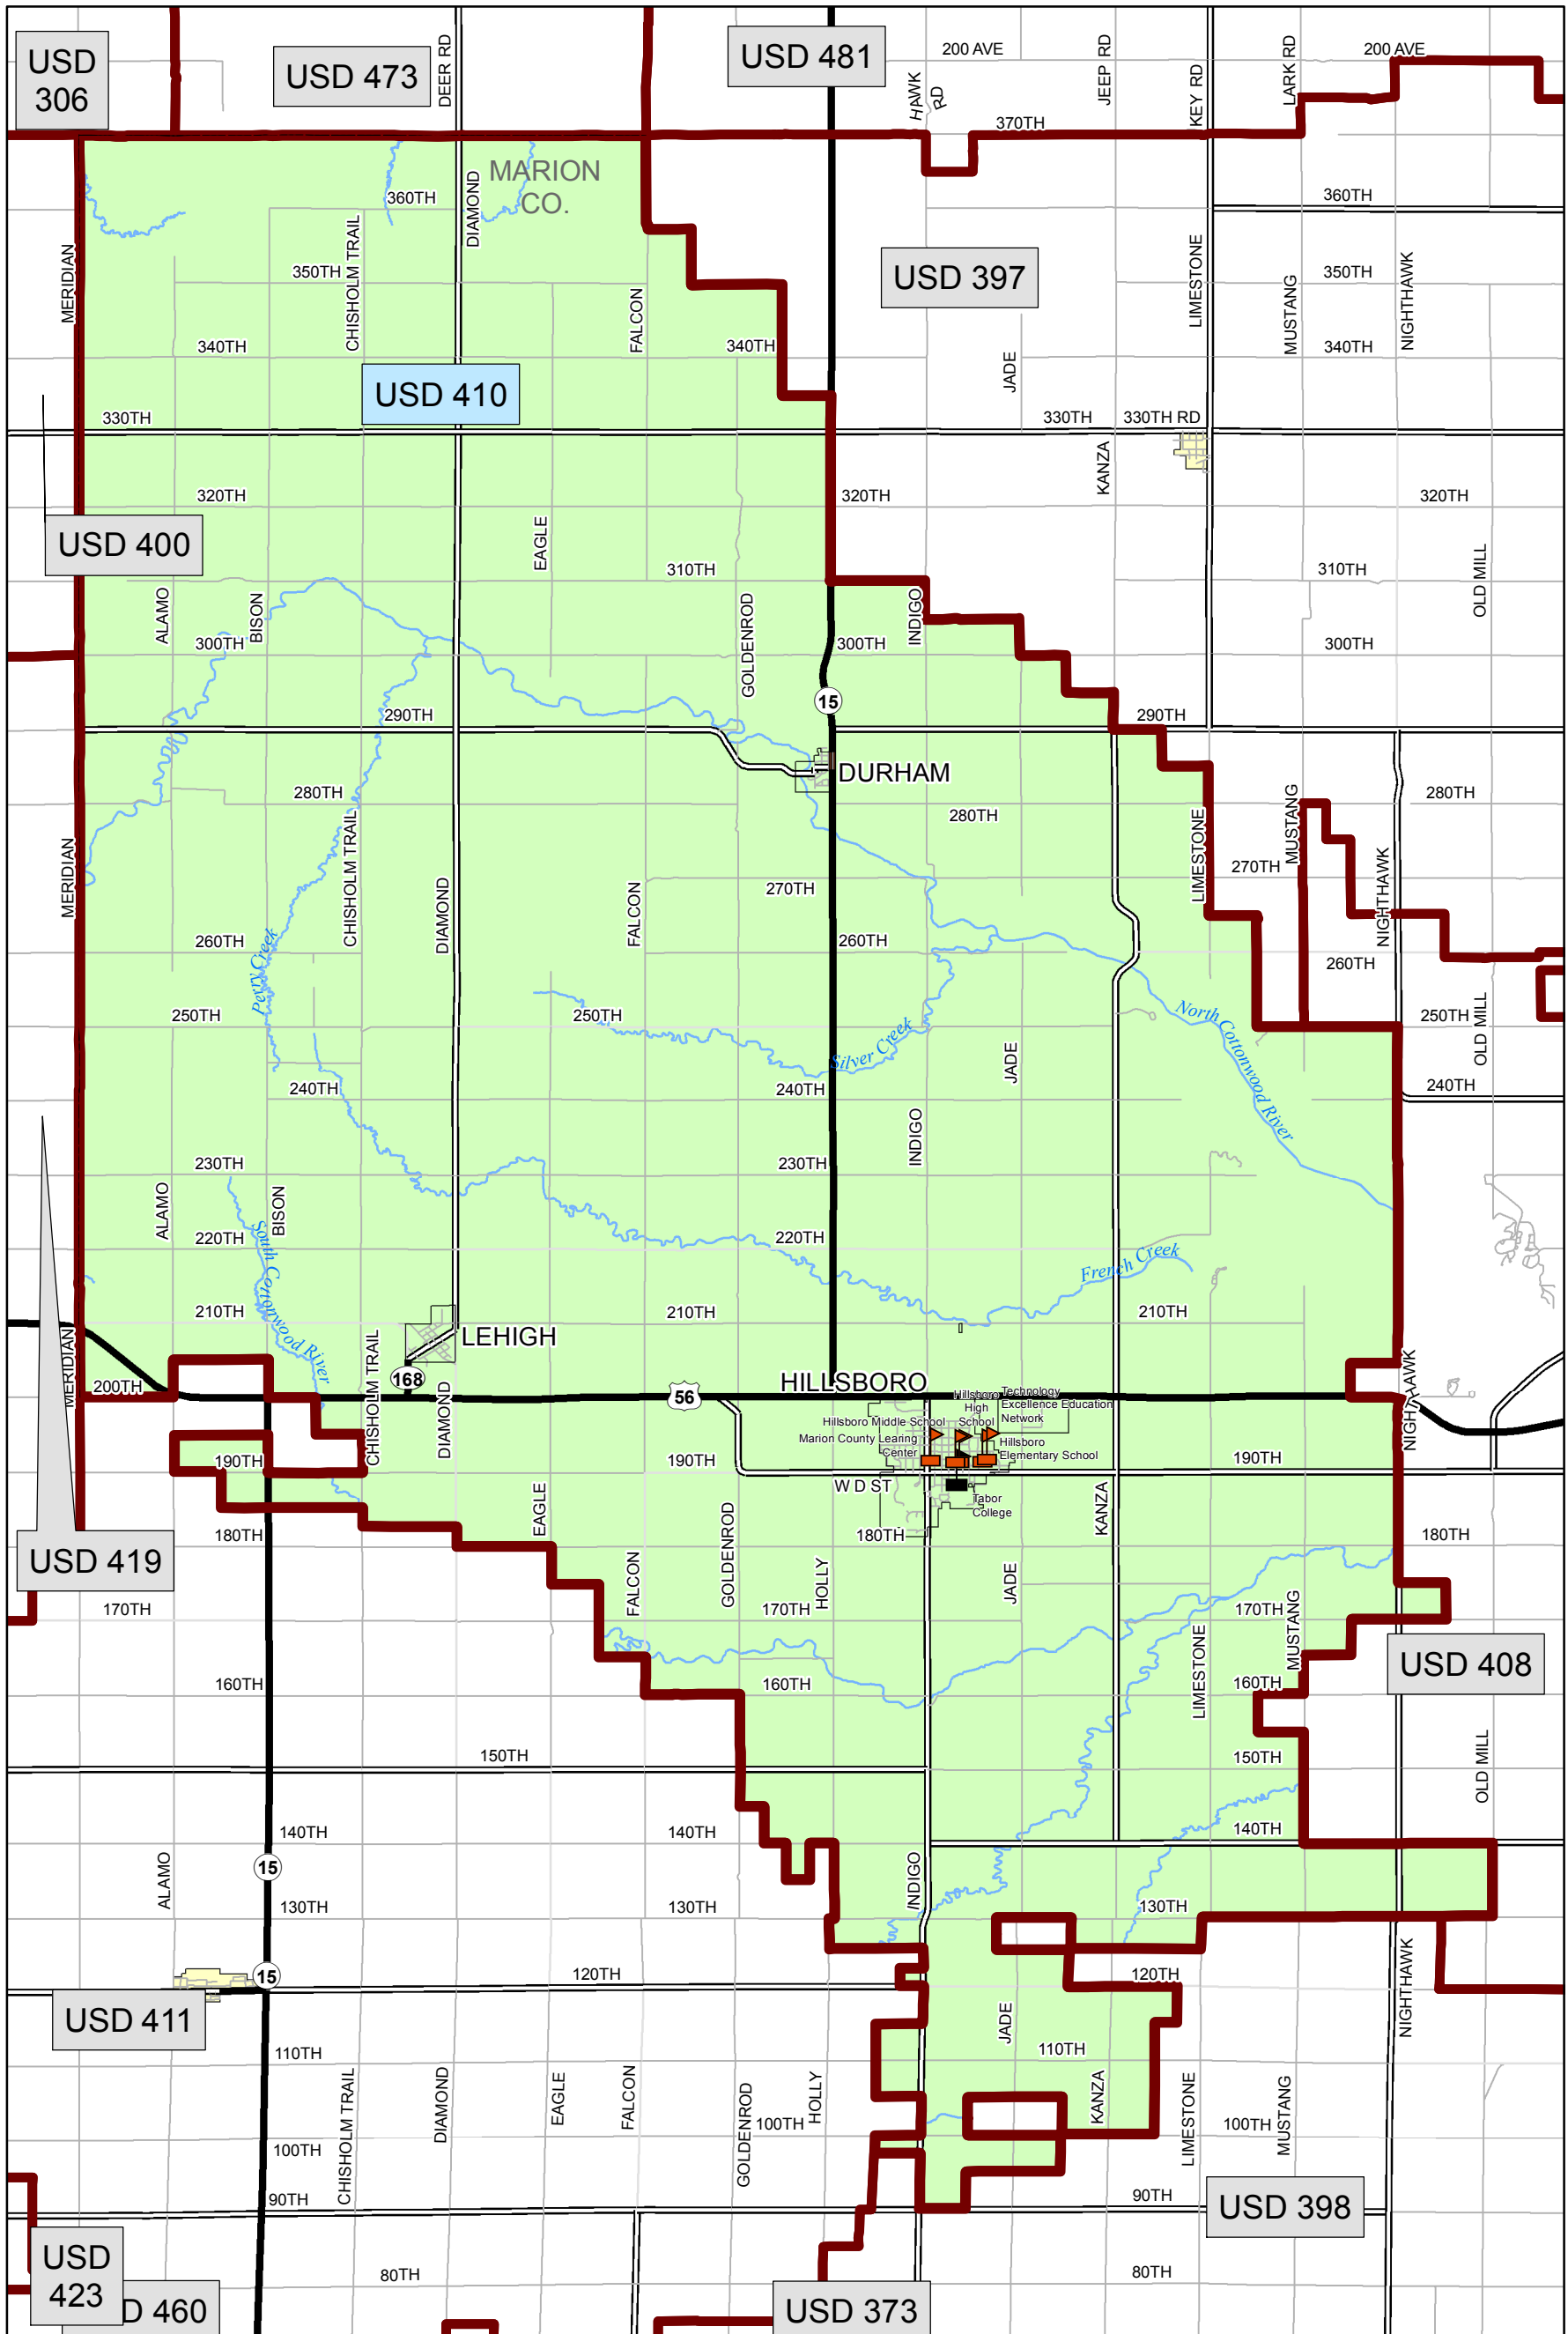 USD
306
USD 473
DEER RD
USD 481
HAWK
RD
200 AVE
JEEP RD
KEY RD
LARK RD
200 AVE
370TH
MARION
CO.
360TH
DIAMOND
360TH
MERIDIAN
CHISHOLM TRAIL
350TH
FALCON
USD 397
LIMESTONE
MUSTANG
350TH
NIGHTHAWK
340TH
340TH
JADE
340TH
USD 410
330TH
330TH
330TH RD
KANZA
320TH
320TH
320TH
USD 400
EAGLE
310TH
310TH
OLD MILL
ALAMO
BISON
GOLDENROD
INDIGO
300TH
300TH
300TH
15
290TH
290TH
DURHAM
280TH
280TH
280TH
MERIDIAN
CHISHOLM TRAIL
LIMESTONE
MUSTANG
270TH
270TH
DIAMOND
FALCON
NIGHTHAWK
260TH
260TH
260TH
Perry Creek
250TH
250TH
250TH
North Cottonwood River
Silver Creek
JADE
OLD MILL
240TH
240TH
240TH
INDIGO
230TH
230TH
ALAMO
BISON
220TH
220TH
South Cottonwood River
French Creek
210TH
210TH
210TH
LEHIGH
MERIDIAN
CHISHOLM TRAIL
168
200TH
DIAMOND
56
HILLSBORO
NIGHTHAWK
Hillsboro
High
School
Technology
Excellence Education
Network
Hillsboro Middle School
Marion County Learing
Center
Hillsboro
Elementary School
190TH
190TH
190TH
W D ST
Tabor
College
EAGLE
GOLDENROD
KANZA
180TH
180TH
180TH
USD 419
FALCON
HOLLY
JADE
170TH
170TH
170TH
MUSTANG
LIMESTONE
USD 408
160TH
160TH
160TH
150TH
150TH
OLD MILL
140TH
140TH
140TH
15
ALAMO
INDIGO
130TH
130TH
130TH
NIGHTHAWK
15
120TH
120TH
USD 411
JADE
110TH
110TH
CHISHOLM TRAIL
DIAMOND
EAGLE
FALCON
GOLDENROD
HOLLY
KANZA
LIMESTONE
MUSTANG
100TH
100TH
100TH
90TH
90TH
USD 398
USD
423
D 460
80TH
80TH
USD 373